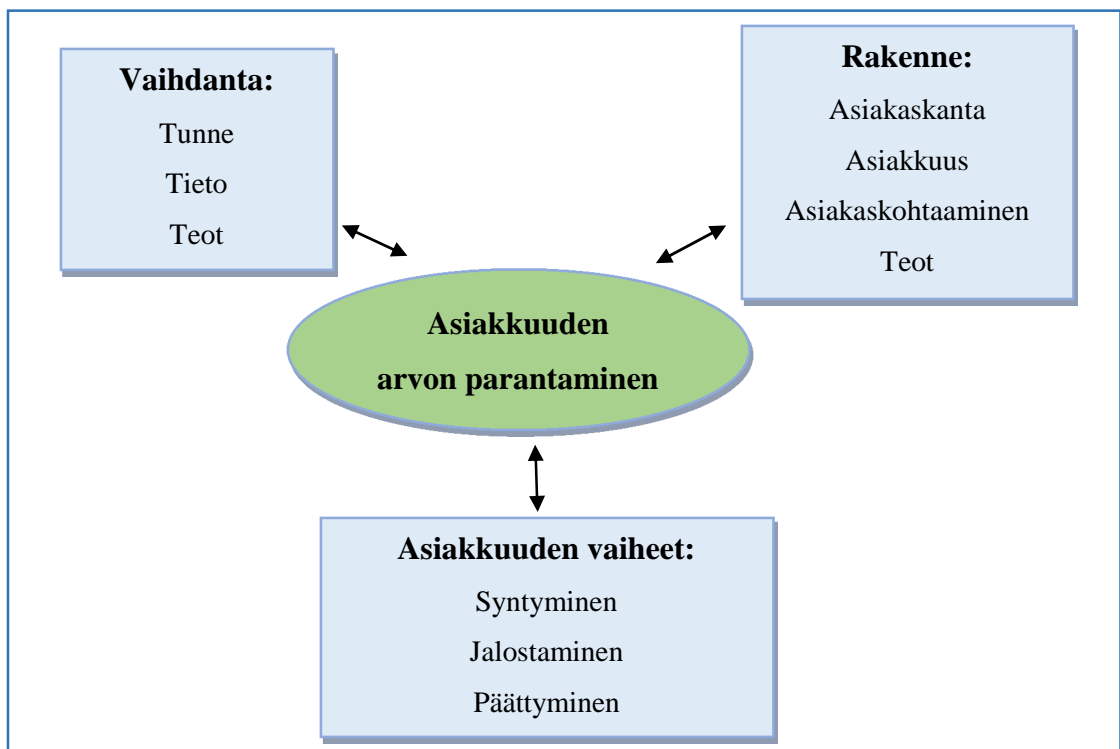 Vaihdanta:
Tunne
Tieto
Teot
Rakenne:
Asiakaskanta
Asiakkuus
Asiakaskohtaaminen
Teot
Asiakkuuden
arvon parantaminen
Asiakkuuden vaiheet:
Syntyminen
Jalostaminen
Päättyminen